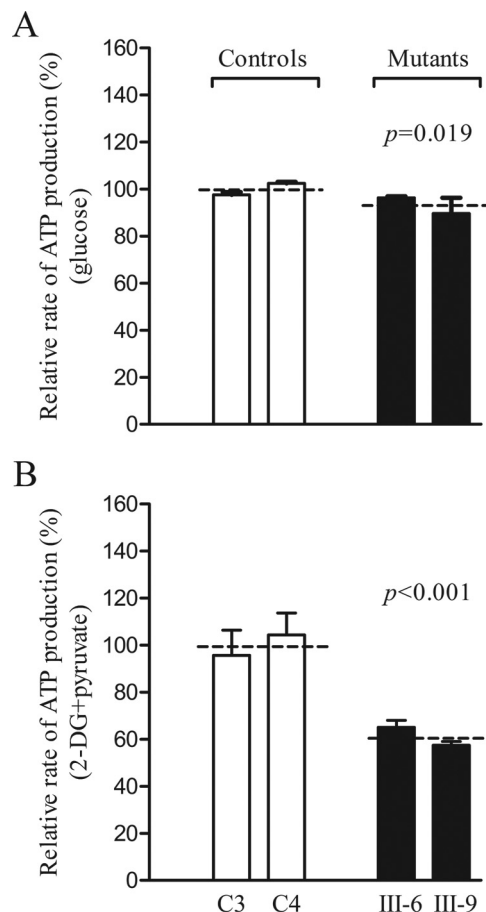 A
Relative rate of ATP production (%)
(glucose)
160
140
120
100
80
60
40
20
0
Controls
Mutants
p=0.019
B
Relative rate of ATP production (%)
(2-DG+pyruvate)
160
140
120
100
80
60
40
20
0
p<0.001
C3 C4 III-6 III-9